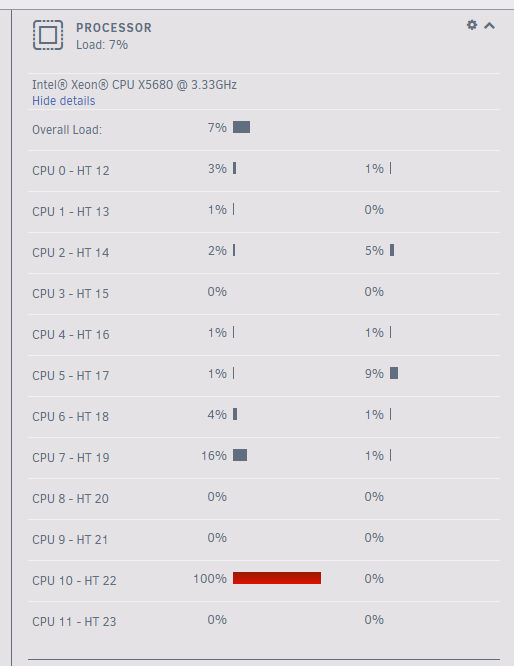 PROCESSOR
Load: 7%
Intel® Xeon® CPU X5680 @ 3.33GHz
Hide details
Overall Load: 7%
CPU 0 - HT 12 3% 1%
CPU 1 - HT 13 1% 0%
CPU 2 - HT 14 2% 5%
CPU 3 - HT 15 0% 0%
CPU 4 - HT 16 1% 1%
CPU 5 - HT 17 1% 9%
CPU 6 - HT 18 4% 1%
CPU 7 - HT 19 16% 1%
CPU 8 - HT 20 0% 0%
CPU 9 - HT 21 0% 0%
CPU 10 - HT 22 100% 0%
CPU 11 - HT 23 0% 0%